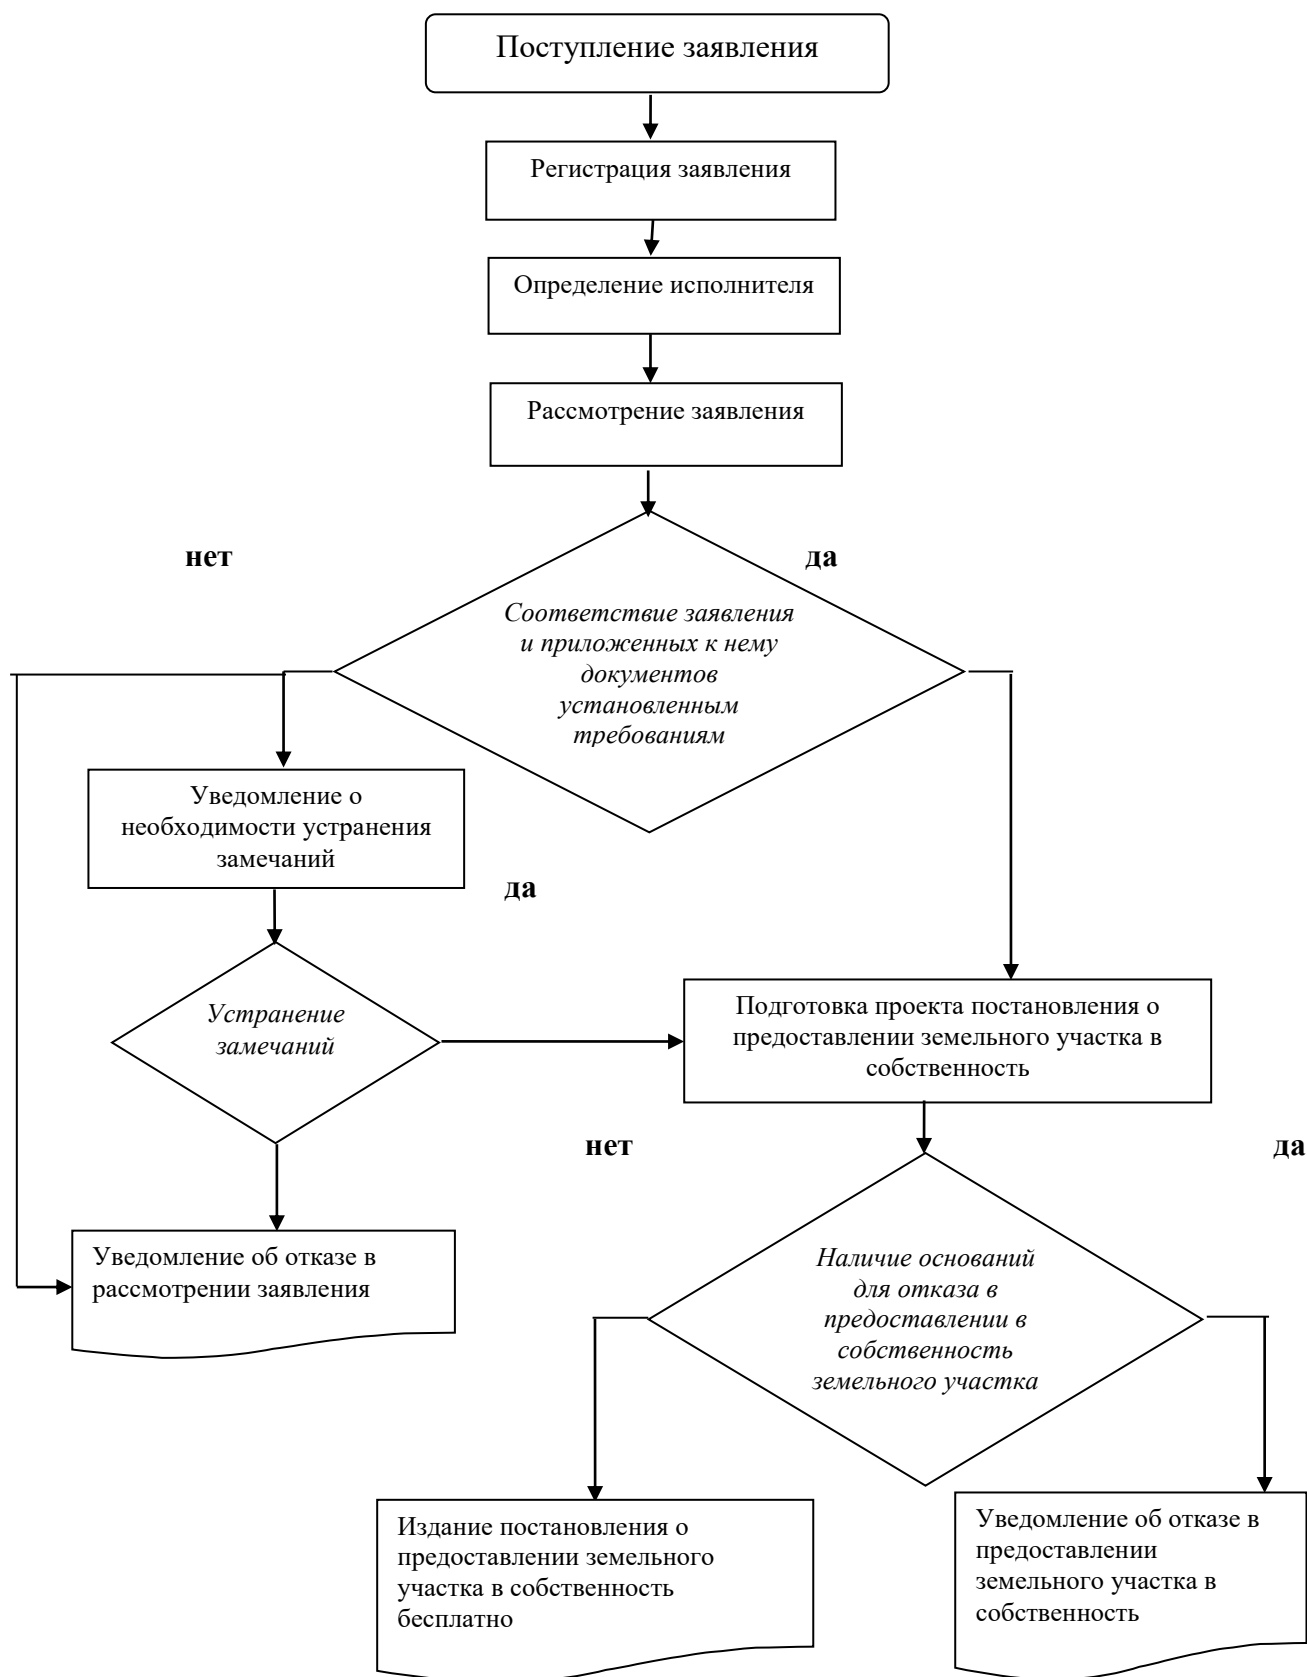 Поступление заявления
Регистрация заявления
Определение исполнителя
Рассмотрение заявления
нет
да
Соответствие заявления
и приложенных к нему
документов
установленным
требованиям
Уведомление о
необходимости устранения
замечаний
да
Устранение
замечаний
Подготовка проекта постановления о
предоставлении земельного участка в
собственность
нет
да
Уведомление об отказе в
рассмотрении заявления
Наличие оснований
для отказа в
предоставлении в
собственность
земельного участка
Издание постановления о
предоставлении земельного
участка в собственность
бесплатно
Уведомление об отказе в
предоставлении
земельного участка в
собственность